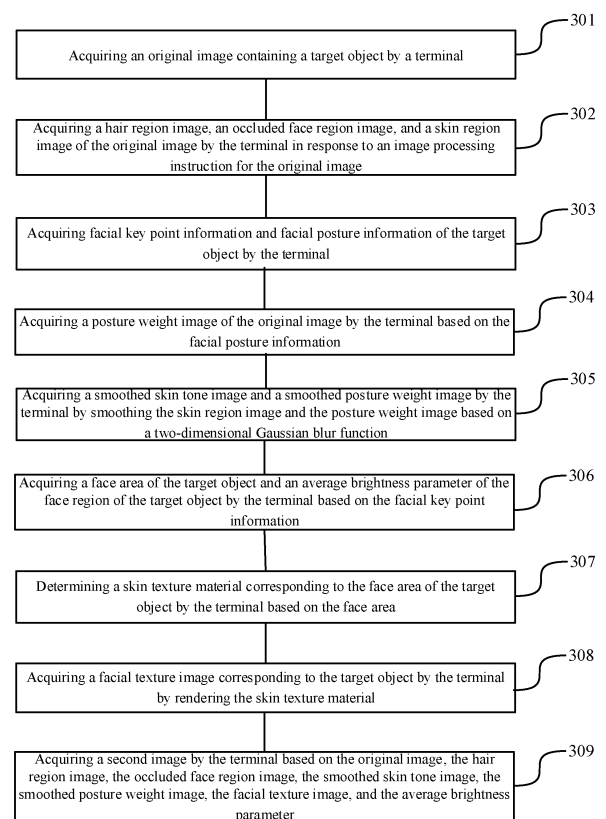 301
Acquiring an original image containing a target object by a terminal
302
Acquiring a hair region image, an occluded face region image, and a skin region
image of the original image by the terminal in response to an image processing
instruction for the original image
303
Acquiring facial key point information and facial posture information of the target
object by the terminal
304
Acquiring a posture weight image of the original image by the terminal based on the
facial posture information
305
Acquiring a smoothed skin tone image and a smoothed posture weight image by the
terminal by smoothing the skin region image and the posture weight image based on
a two-dimensional Gaussian blur function
306
Acquiring a face area of the target object and an average brightness parameter of the
face region of the target object by the terminal based on the facial key point
information
307
Determining a skin texture material corresponding to the face area of the target
object by the terminal based on the face area
308
Acquiring a facial texture image corresponding to the target object by the terminal
by rendering the skin texture material
309
Acquiring a second image by the terminal based on the original image, the hair
region image, the occluded face region image, the smoothed skin tone image, the
smoothed posture weight image, the facial texture image, and the average brightness
parameter